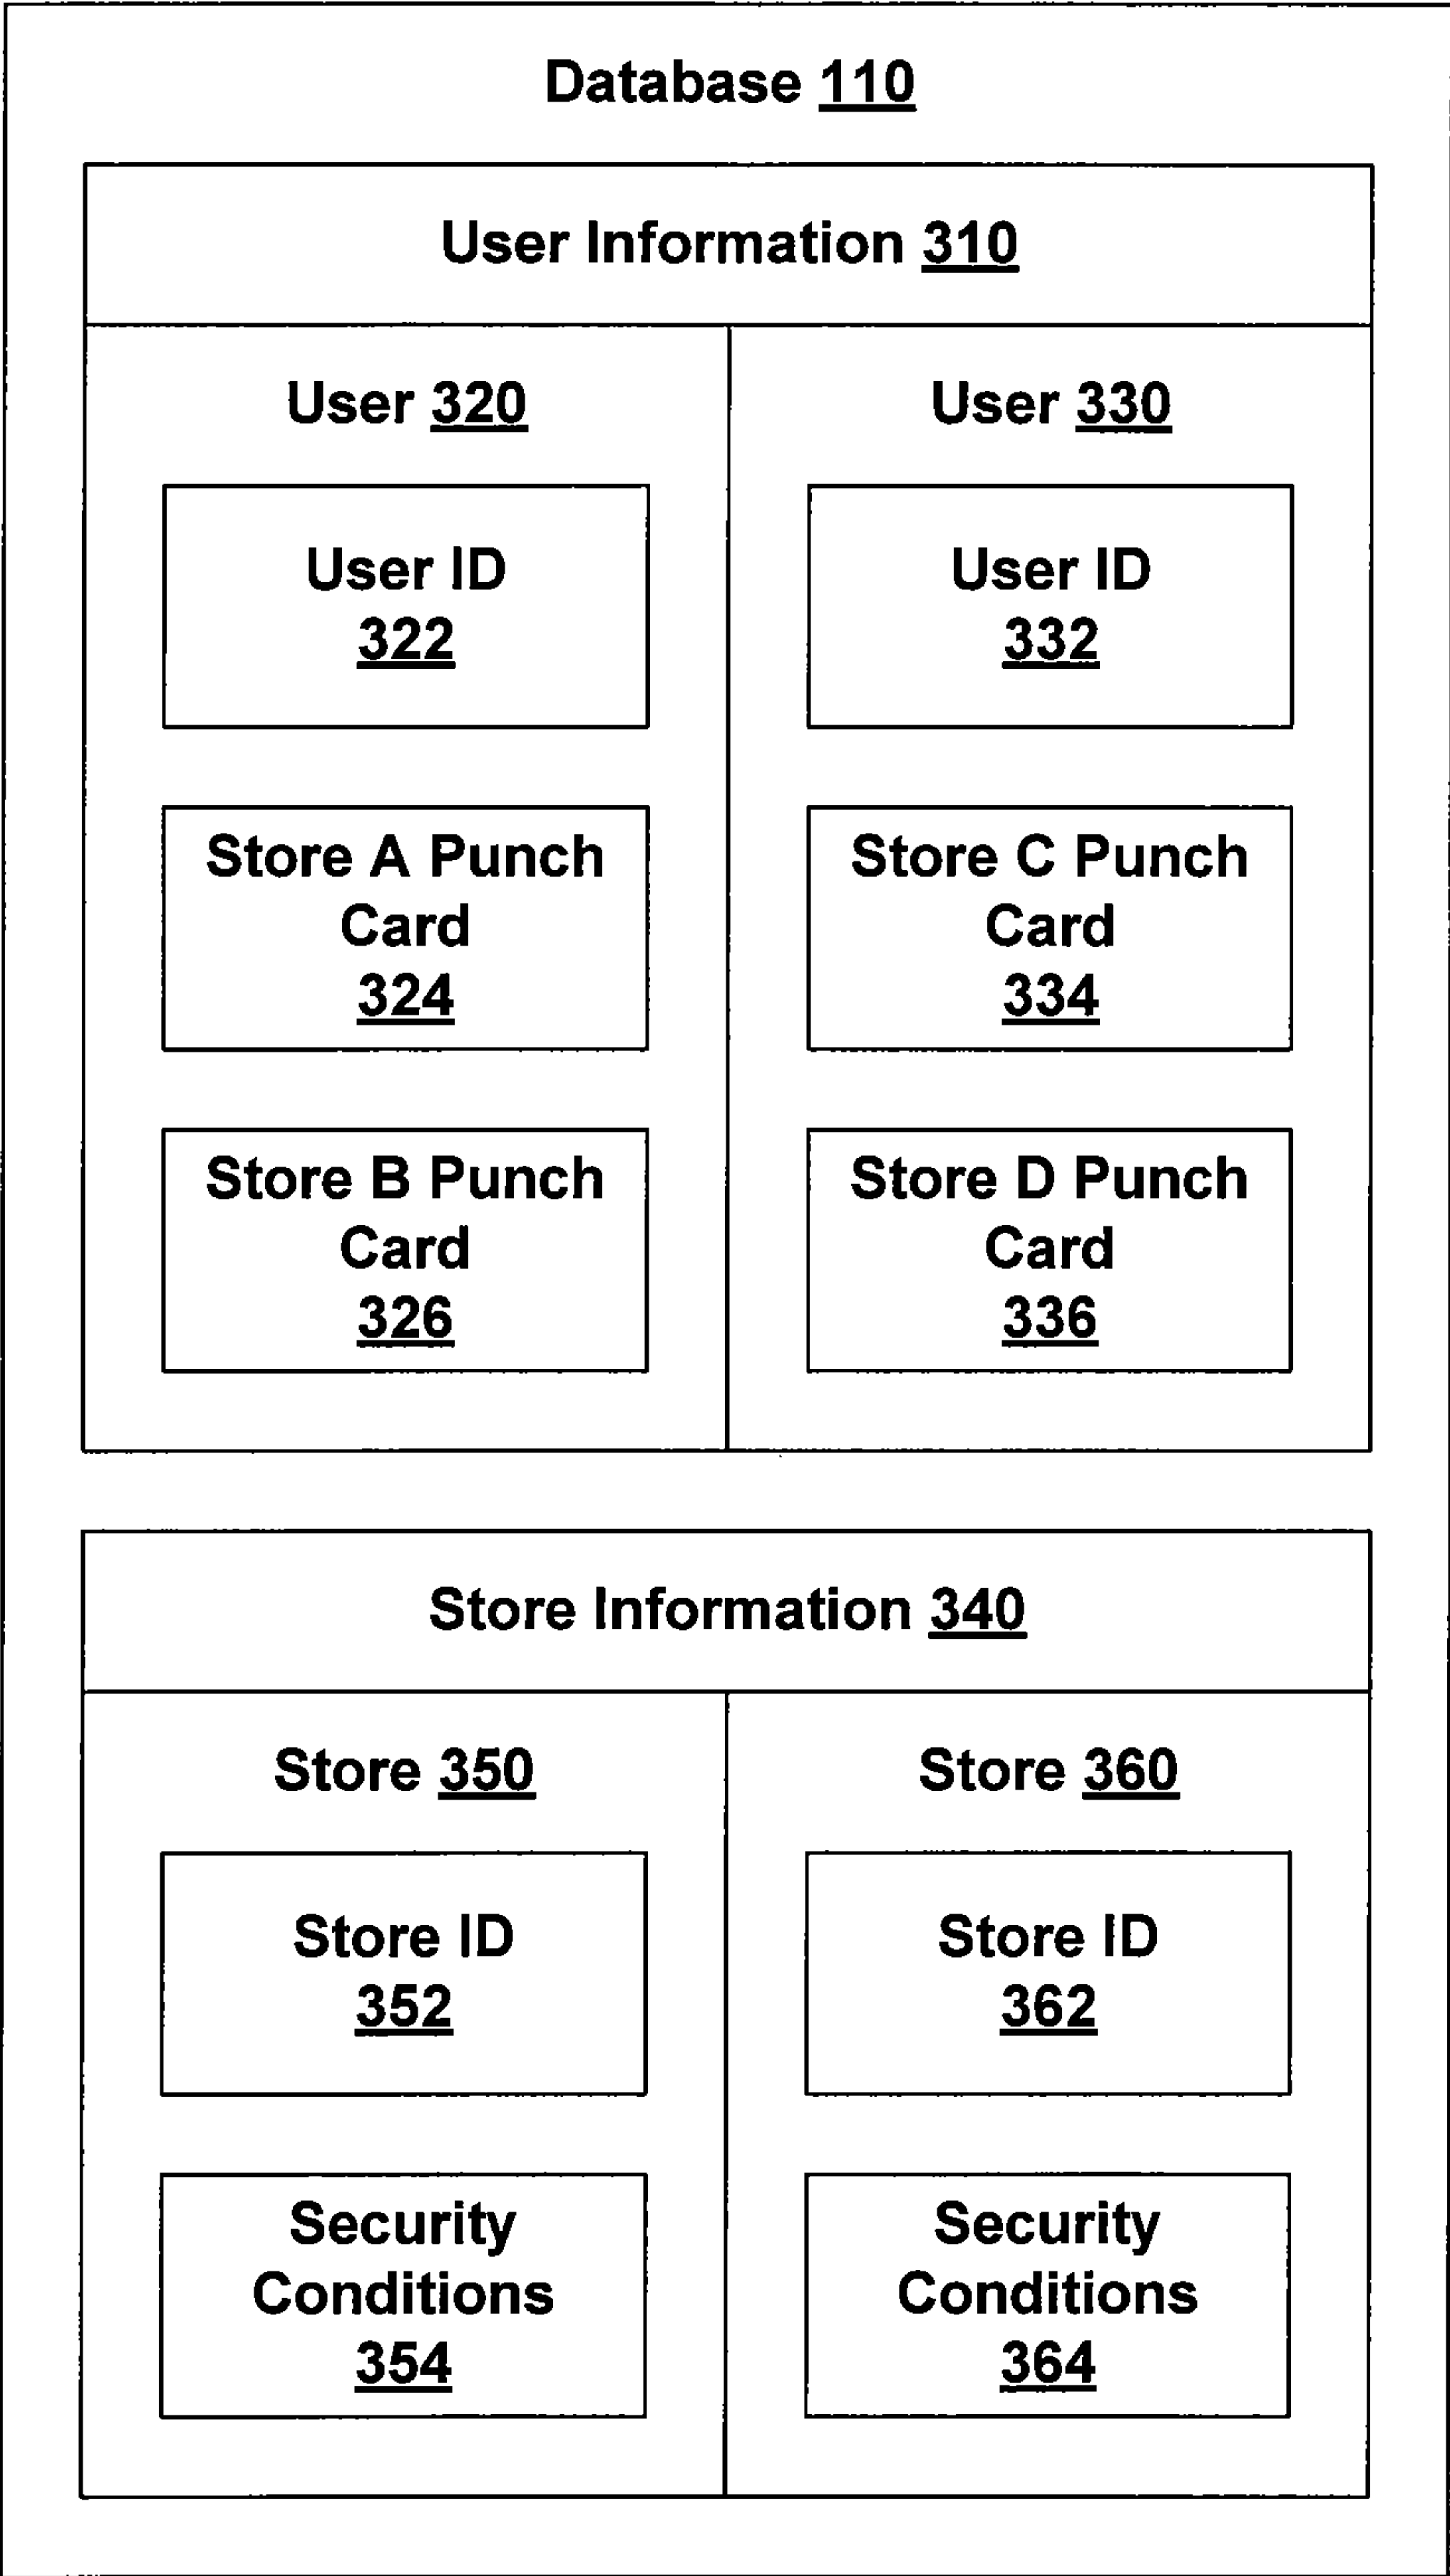 Database 110
User Information 310
User 320
User ID
322
Store A Punch
Card
324
Store B Punch
Card
326
User 330
User ID
332
Store C Punch
Card
334
Store D Punch
Card
336
Store Information 340
Store 350
Store ID
352
Security
Conditions
354
Store 360
Store ID
362
Security
Conditions
364